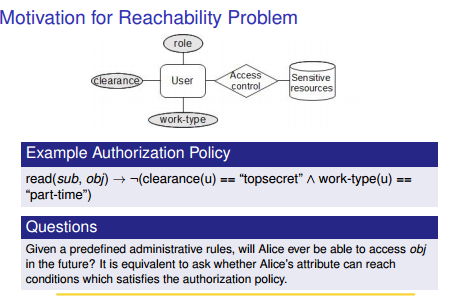 Motivation for Reachability Problem
role
clearance
User
Access
control
Sensitive
resources
work-type
Example Authorization Policy
read(sub, obj) → ¬(clearance(u) == “topsecret” ∧ work-type(u) ==
“part-time”)
Questions
Given a predefined administrative rules, will Alice ever be able to access obj
in the future? It is equivalent to ask whether Alice’s attribute can reach
conditions which satisfies the authorization policy.